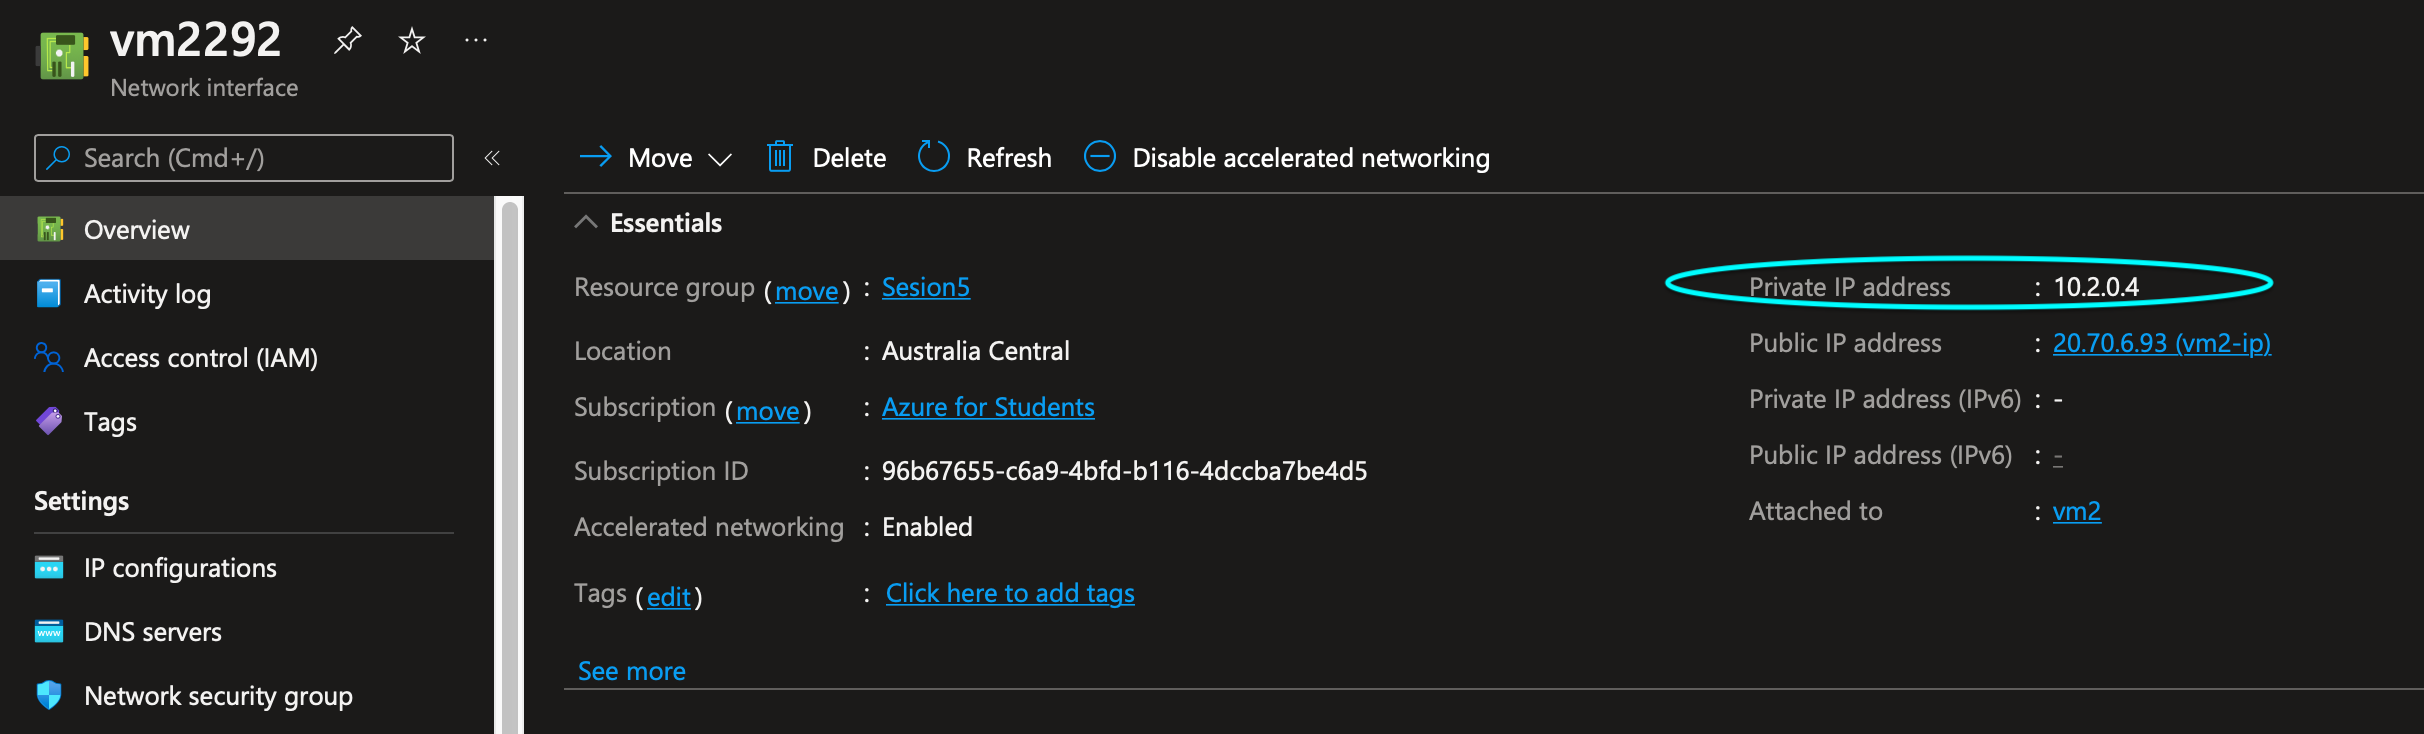 vm2292
Network interface
Search (Cmd+/)
«
Overview
Activity log
Access control (IAM)
Tags
Settings
IP configurations
DNS servers
Network security group
Move
Delete
Refresh
Disable accelerated networking
Essentials
Resource group (move) : Sesion5
Location : Australia Central
Subscription (move) : Azure for Students
Subscription ID : 96b67655-c6a9-4bfd-b116-4dccba7be4d5
Accelerated networking : Enabled
Tags (edit) : Click here to add tags
See more
Private IP address : 10.2.0.4
Public IP address : 20.70.6.93 (vm2-ip)
Private IP address (IPv6) : -
Public IP address (IPv6) : -
Attached to : vm2